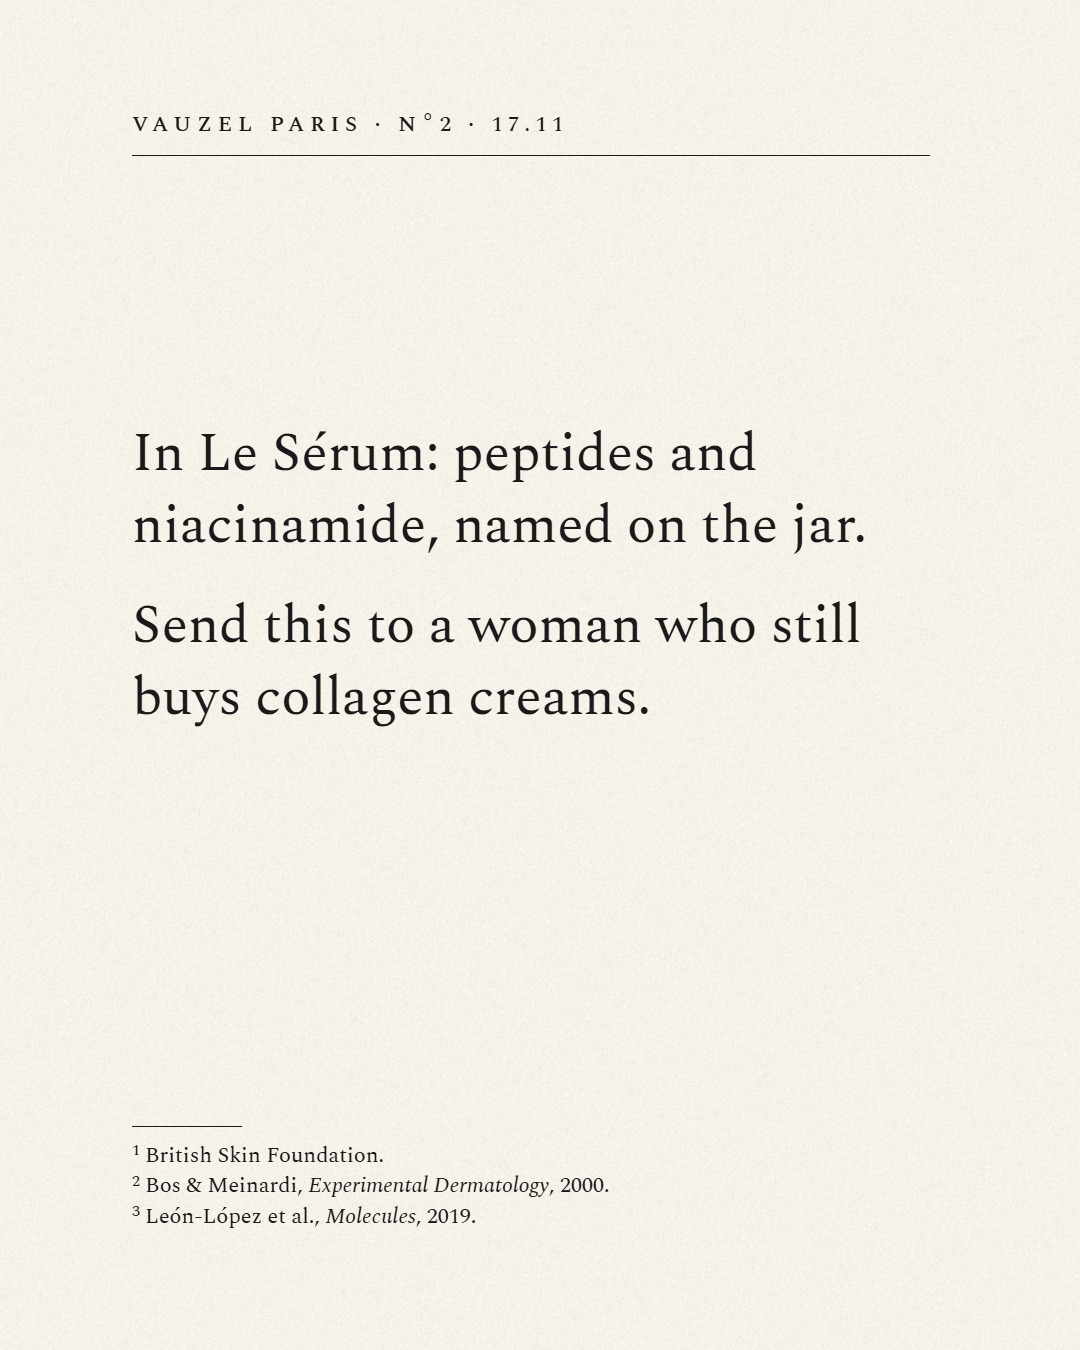 VAUZEL PARIS · N°2 · 17.11
In Le Sérum: peptides and
niacinamide, named on the jar.
Send this to a woman who still
buys collagen creams.
¹ British Skin Foundation.
² Bos & Meinardi, Experimental Dermatology, 2000.
³ León-López et al., Molecules, 2019.